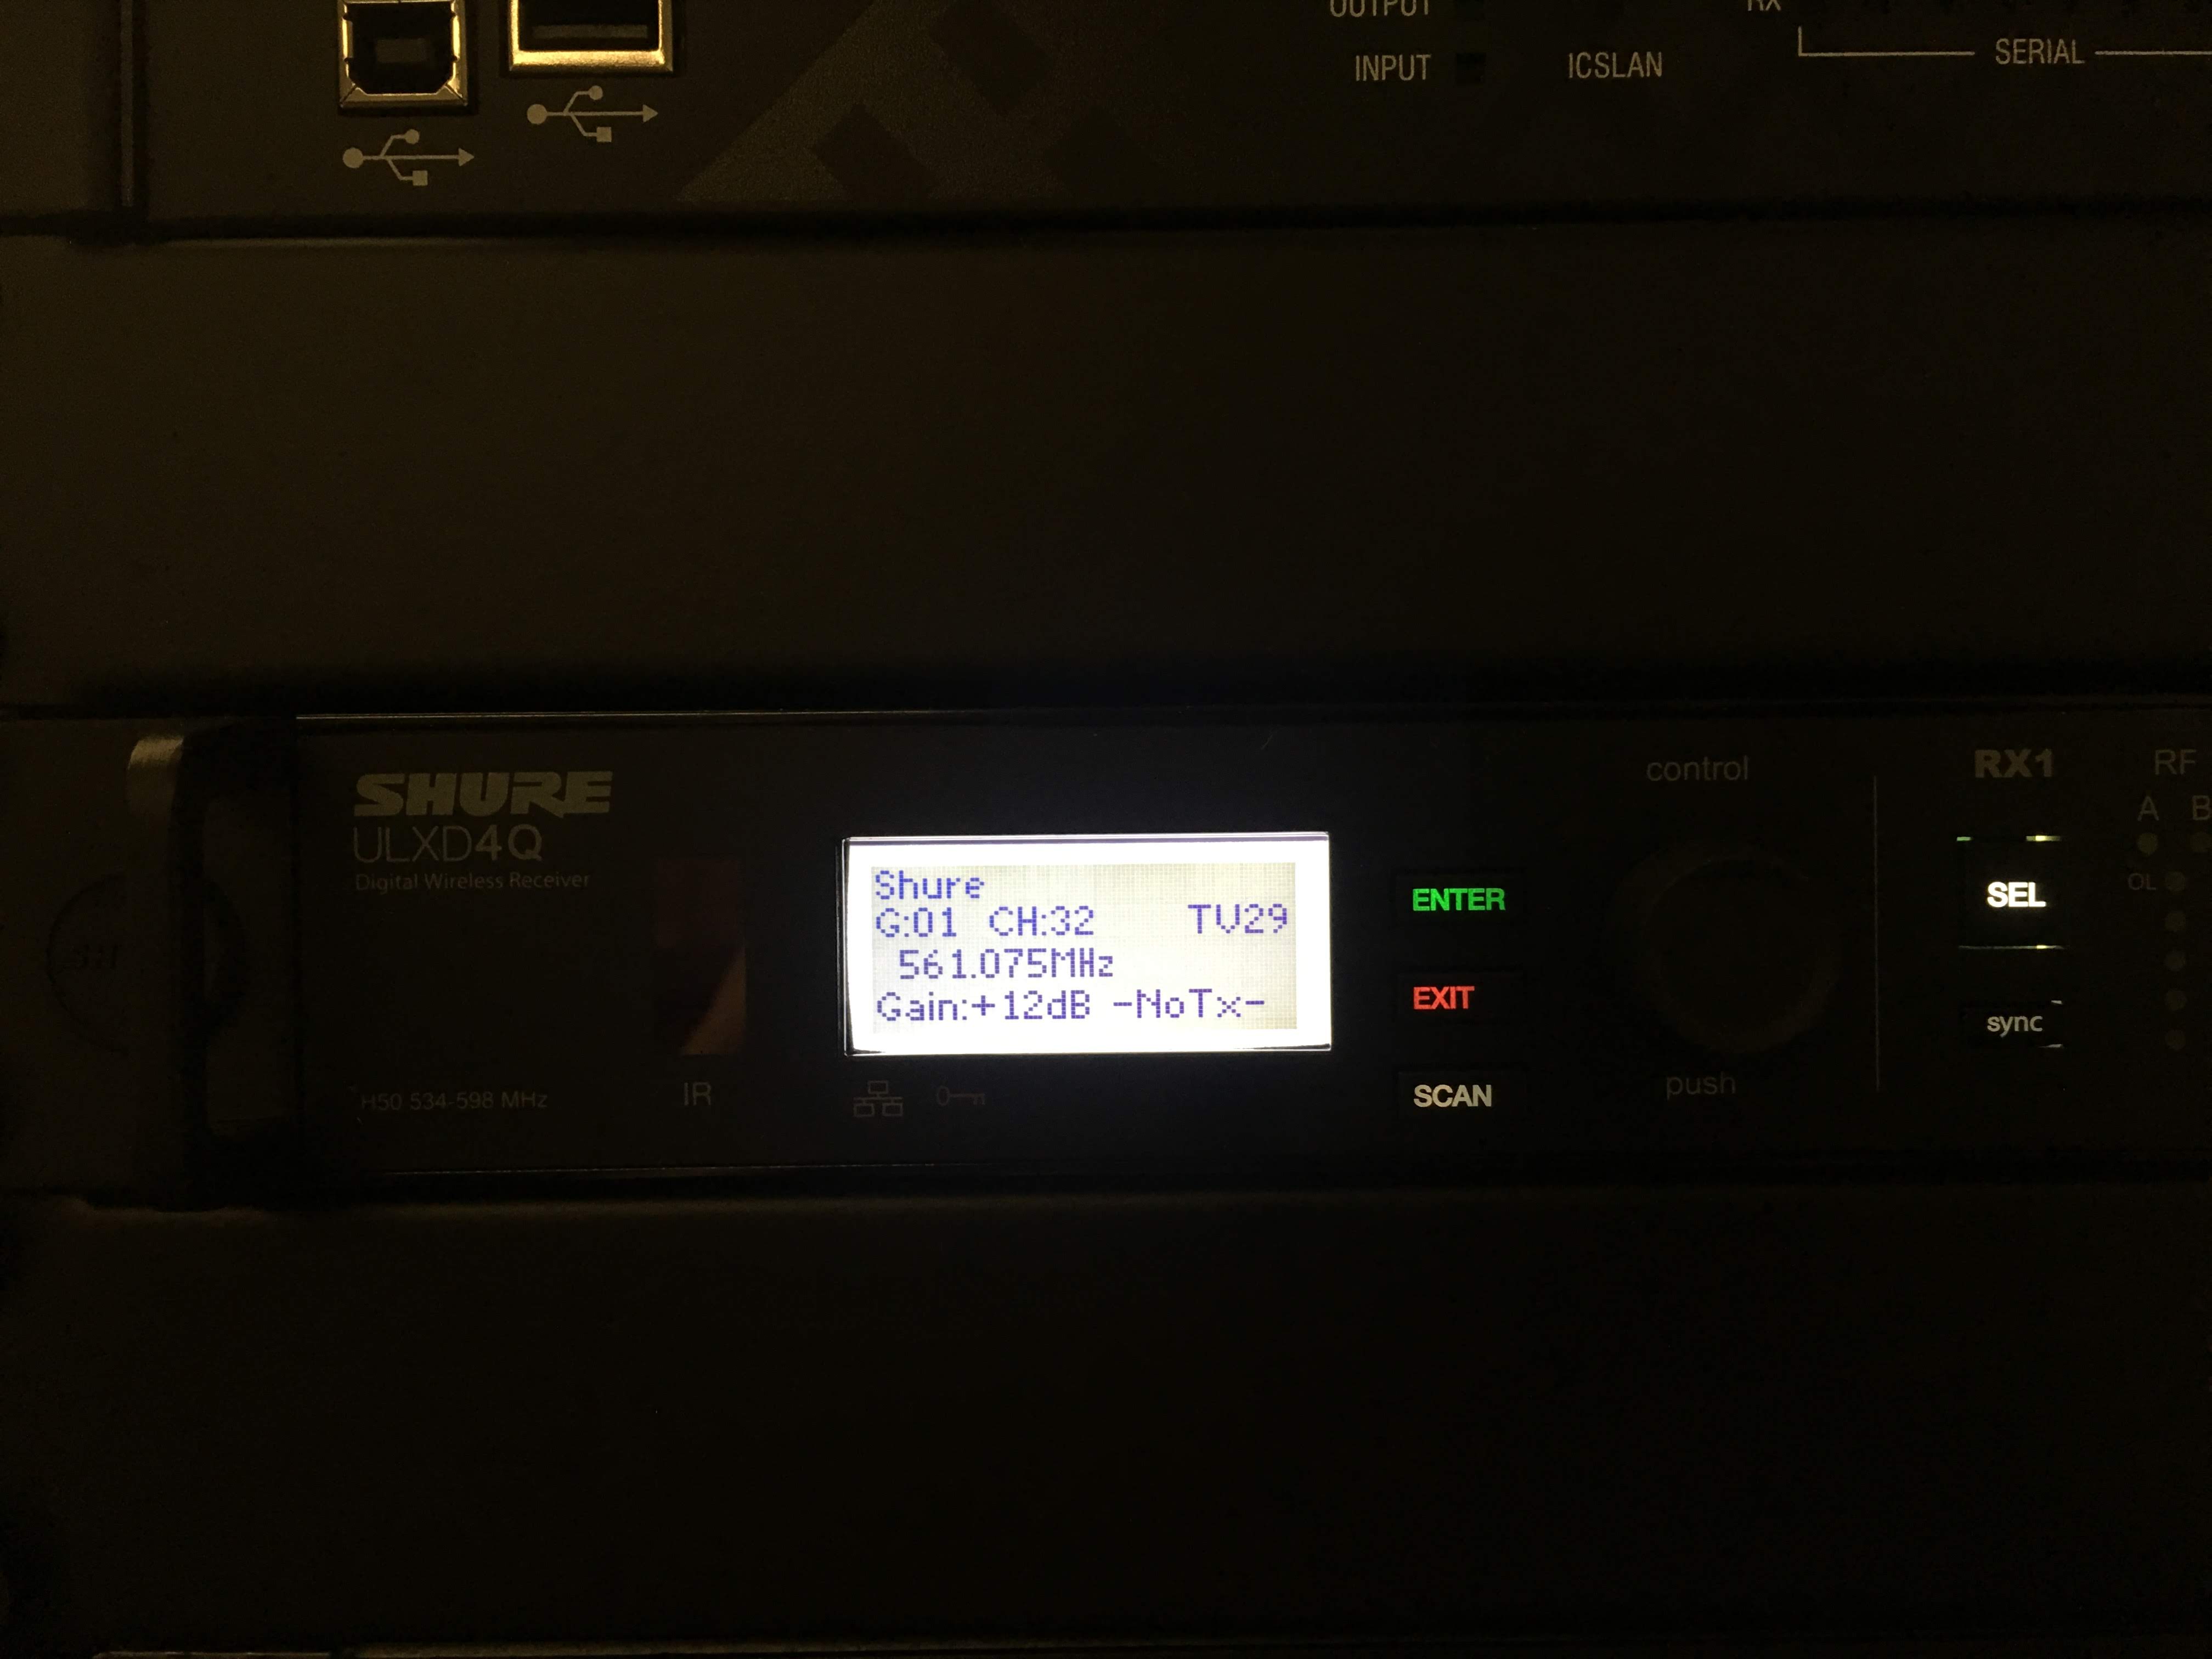 OUTPUT
RX
INPUT
ICSLAN
SERIAL
SHURE
ULXD4Q
Digital Wireless Receiver
H50 534-598 MHz
IR
Shure
G:01 CH:32 TV29
561.075MHz
Gain:+12dB -NoTx-
ENTER
EXIT
SCAN
control
push
RX1
SEL
sync
RF
A B
OL